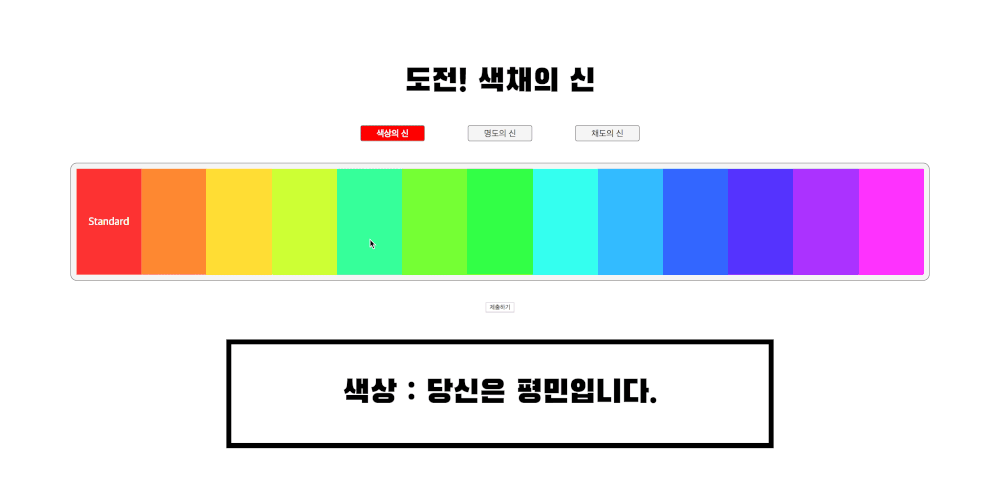 도전! 색채의 신
색상의 신 명도의 신 채도의 신
Standard
제출하기
색상 : 당신은 평민입니다.